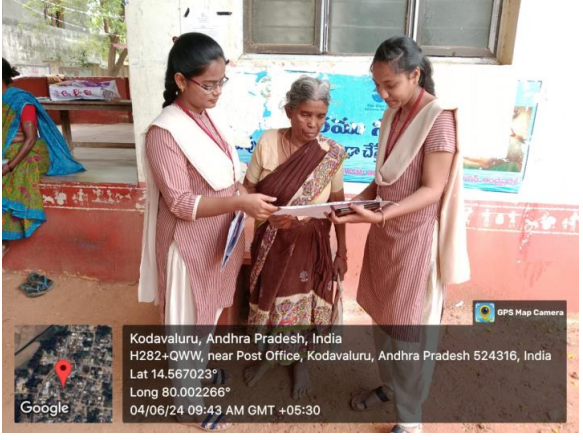 GPS Map Camera
Kodavaluru, Andhra Pradesh, India
H282+QWW, near Post Office, Kodavaluru, Andhra Pradesh 524316, India
Lat 14.567023°
Long 80.002266°
04/06/24 09:43 AM GMT +05:30
Google